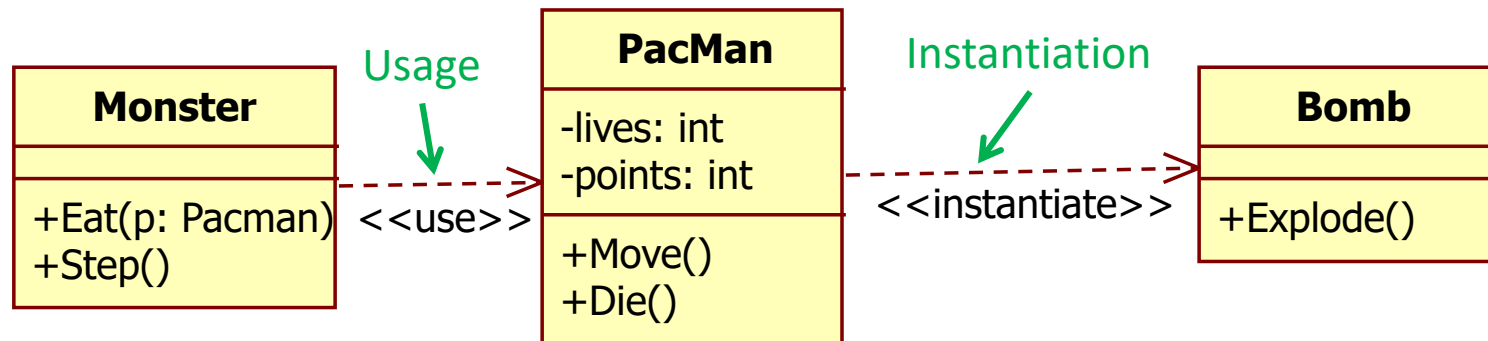 Usage
Instantiation
Monster
+Eat(p: Pacman)
+Step()
<<use>>
PacMan
-lives: int
-points: int
+Move()
+Die()
<<instantiate>>
Bomb
+Explode()